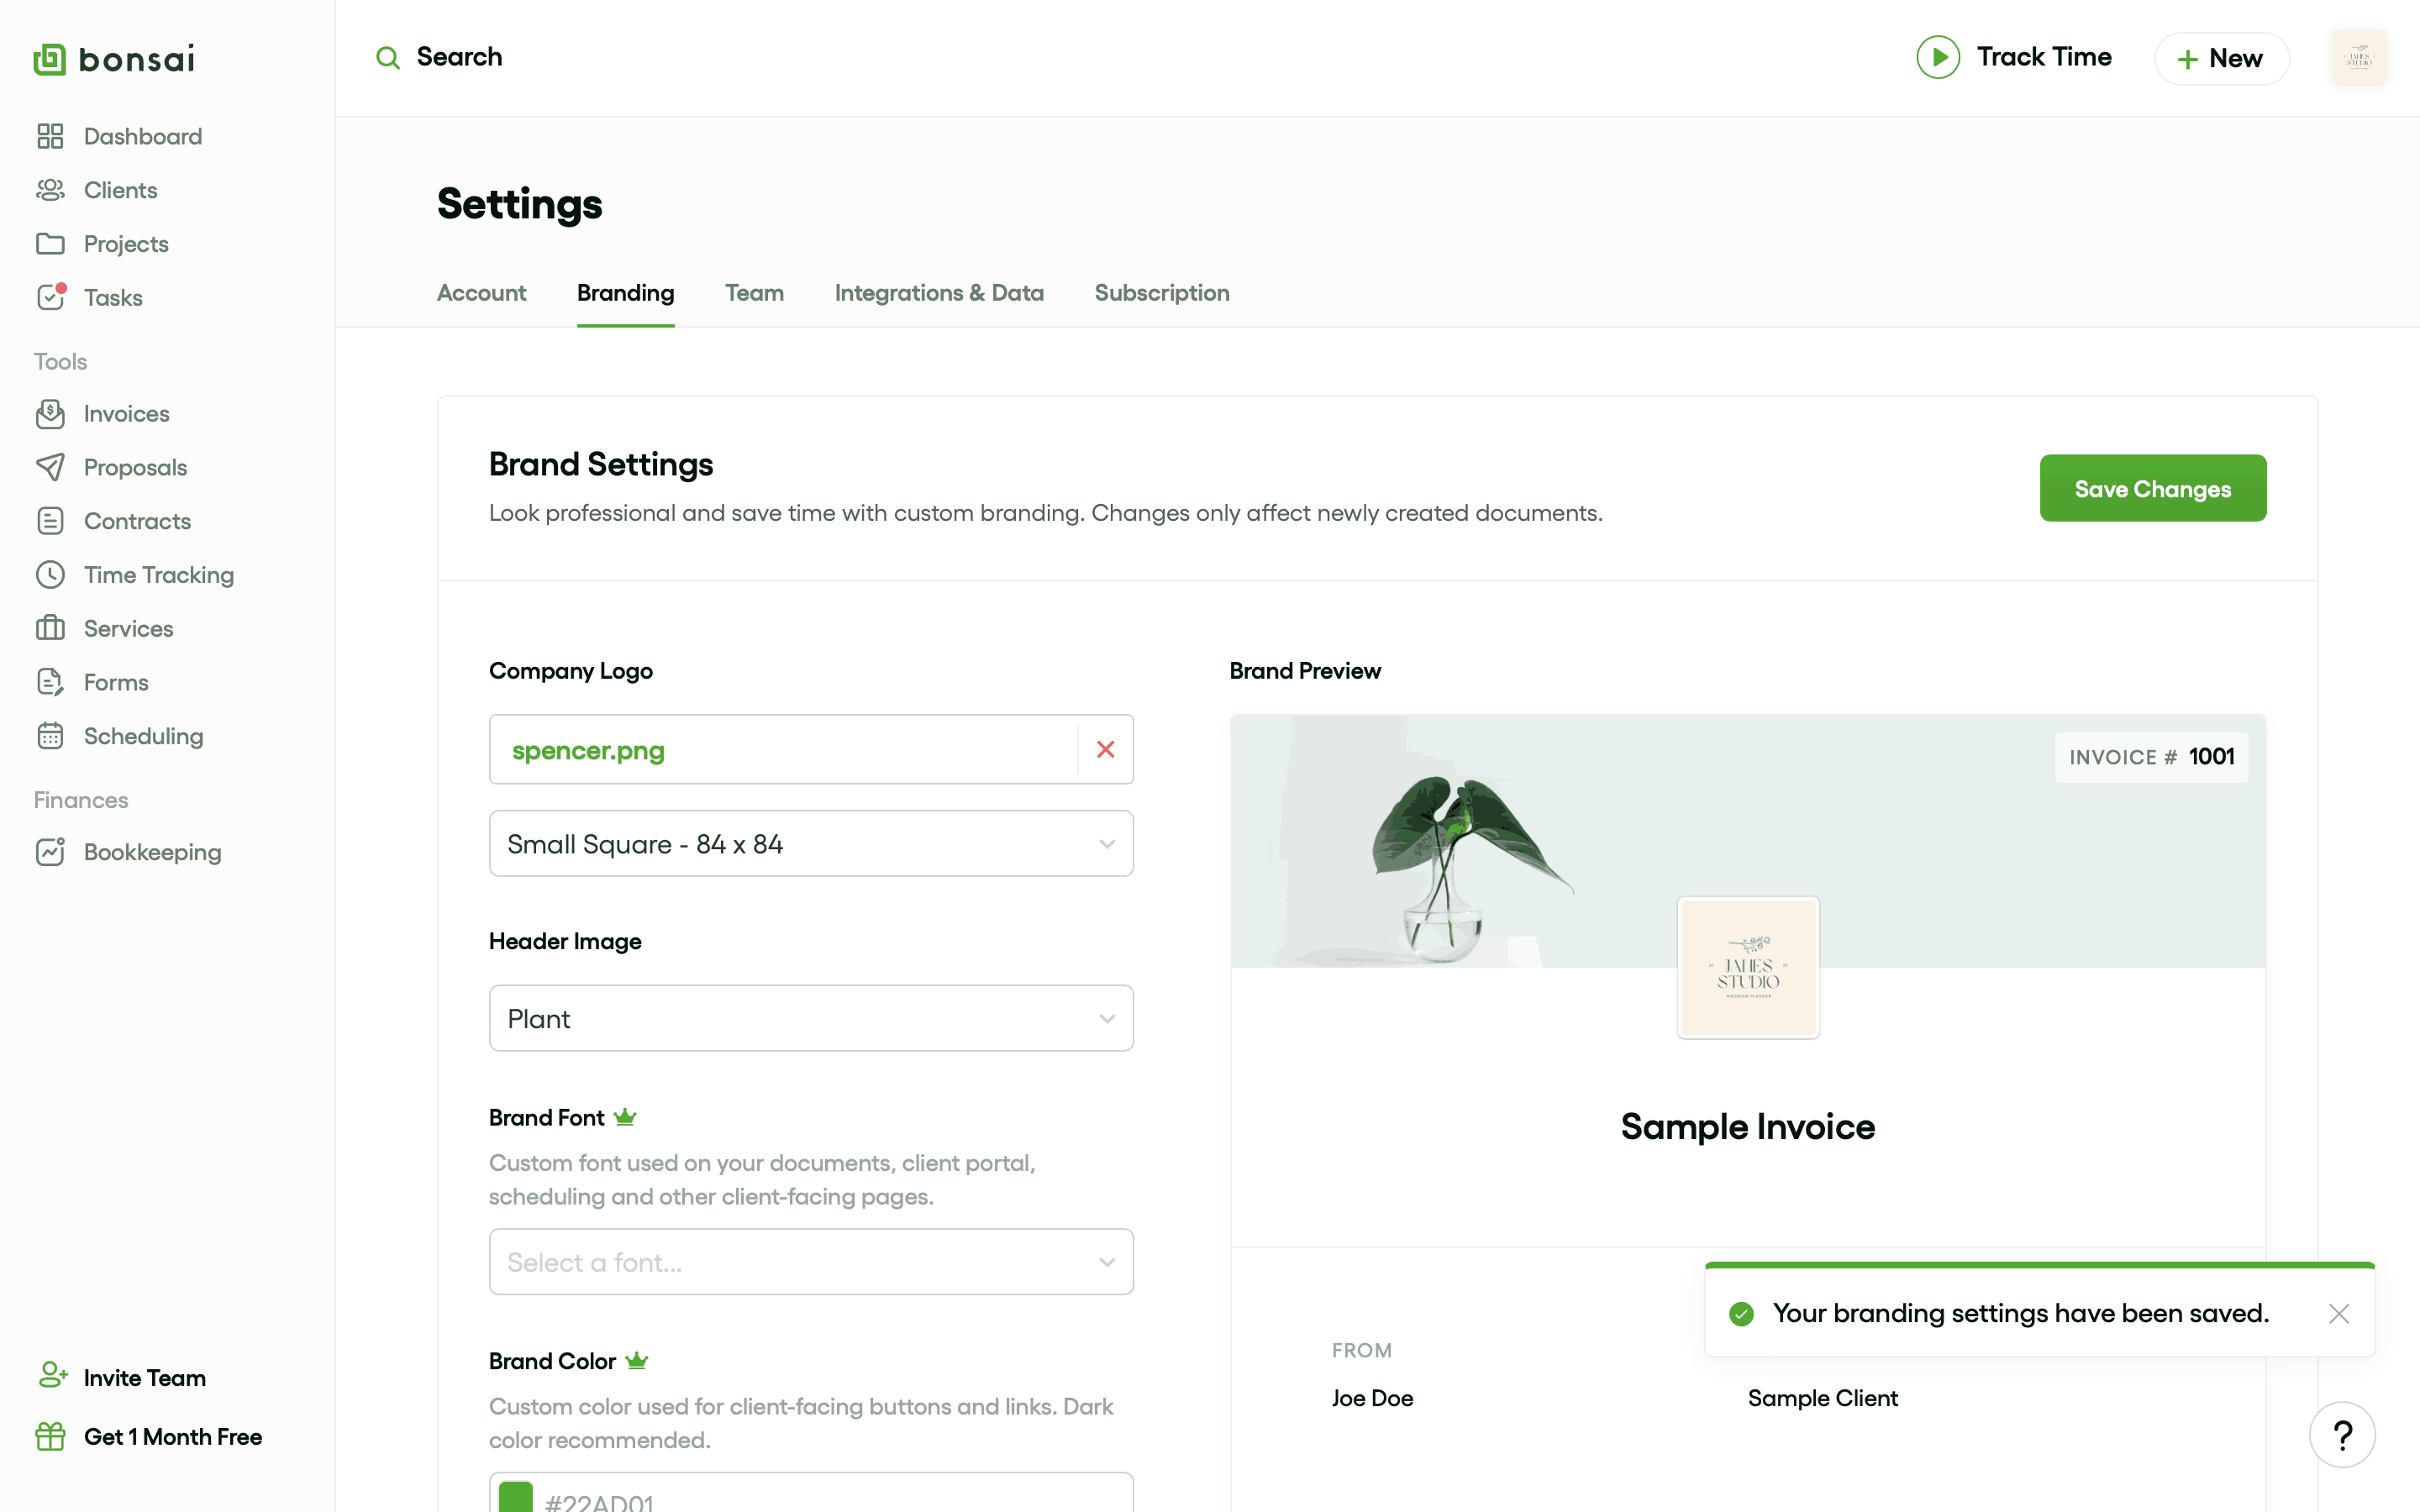 bonsai
Search
Track Time
New
Dashboard
Clients
Projects
Tasks
Tools
Invoices
Proposals
Contracts
Time Tracking
Services
Forms
Scheduling
Finances
Bookkeeping
Invite Team
Get 1 Month Free
Settings
Account
Branding
Team
Integrations & Data
Subscription
Brand Settings
Look professional and save time with custom branding. Changes only affect newly created documents.
Save Changes
Company Logo
spencer.png
Small Square - 84 x 84
Header Image
Plant
Brand Font
Custom font used on your documents, client portal,
scheduling and other client-facing pages.
Select a font...
Brand Color
Custom color used for client-facing buttons and links. Dark
color recommended.
#22AD01
Brand Preview
INVOICE # 1001
JAMES
STUDIO
WEDDING PLANNER
Sample Invoice
FROM
Joe Doe
Sample Client
Your branding settings have been saved.
?